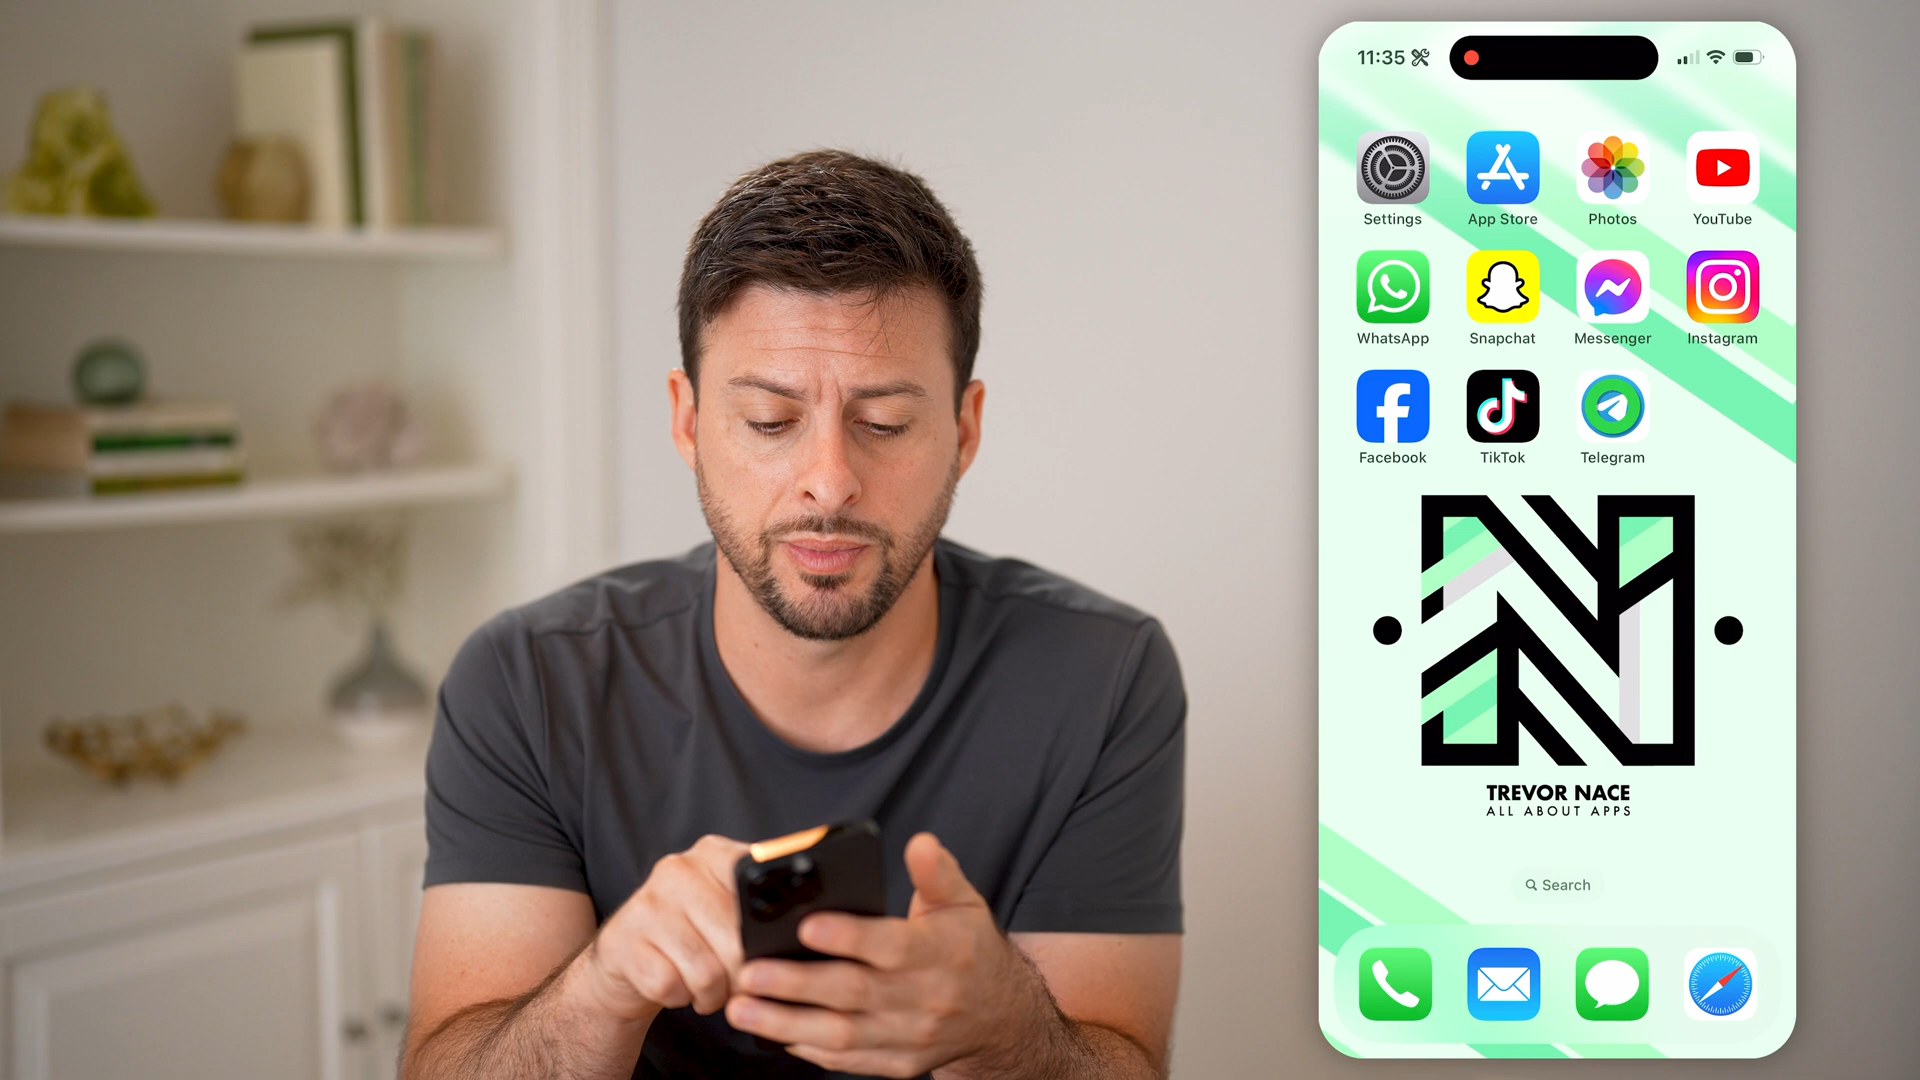 11:35
Settings
App Store
Photos
YouTube
WhatsApp
Snapchat
Messenger
Instagram
Facebook
TikTok
Telegram
TREVOR NACE
ALL ABOUT APPS
Search